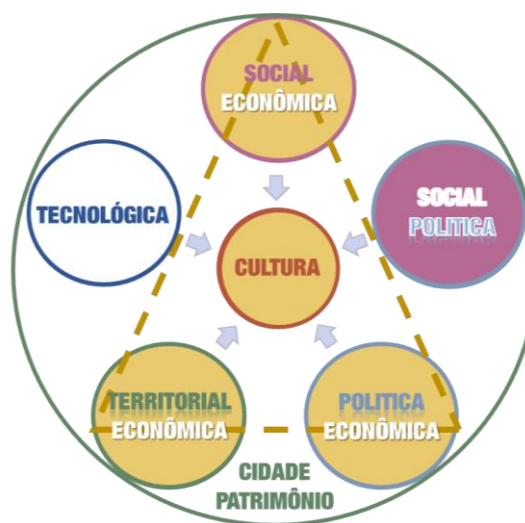 SOCIAL
ECONÔMICA
TECNOLÓGICA
SOCIAL
POLITICA
CULTURA
TERRITORIAL
ECONÔMICA
POLITICA
ECONÔMICA
CIDADE
PATRIMÔNIO